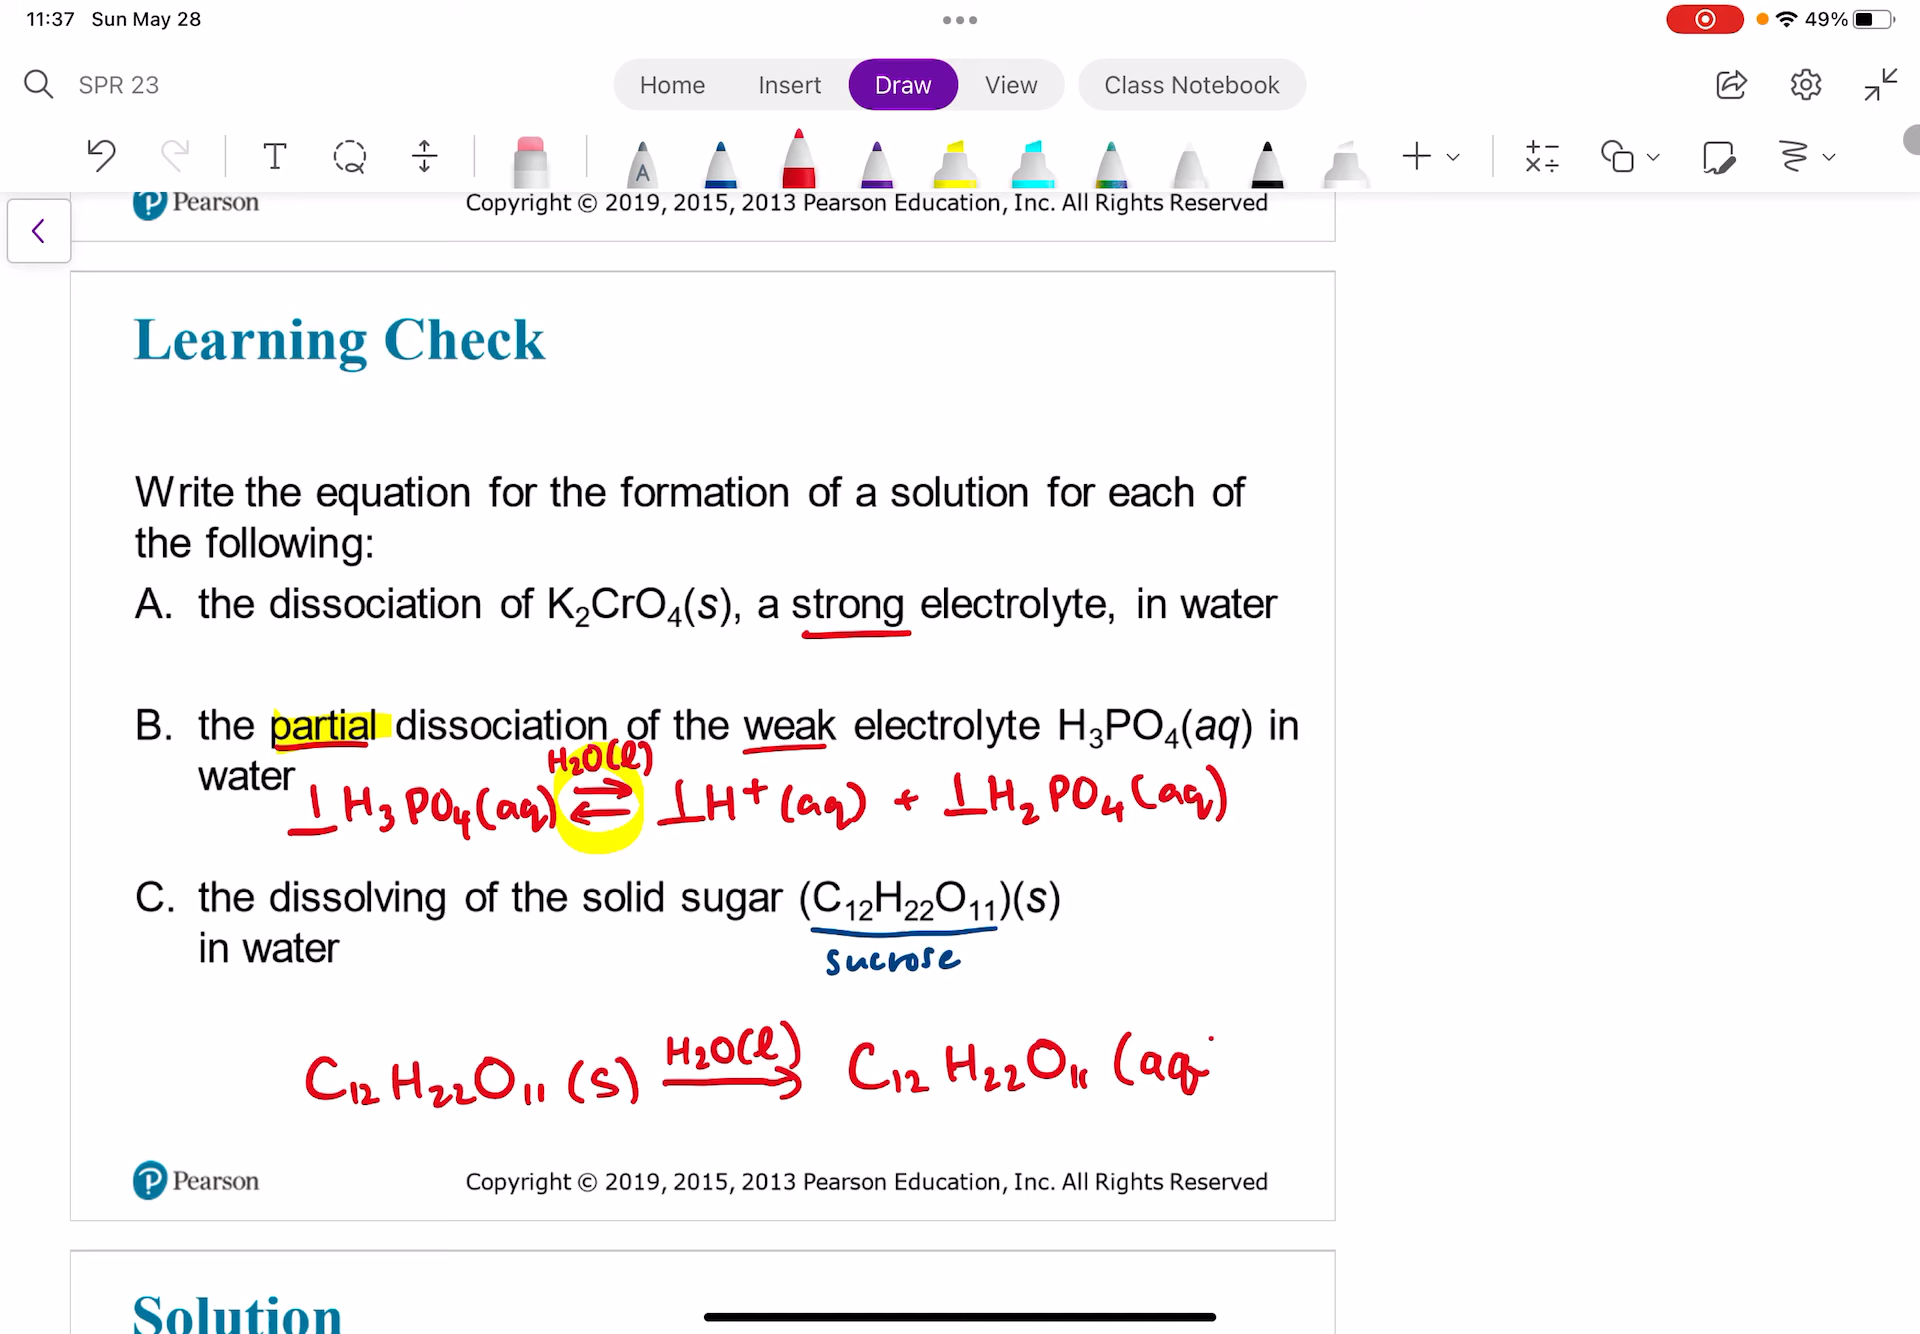 11:37 Sun May 28
49%
SPR 23
Home Insert Draw View Class Notebook
T
A
Pearson Copyright © 2019, 2015, 2013 Pearson Education, Inc. All Rights Reserved
Learning Check
Write the equation for the formation of a solution for each of
the following:
A. the dissociation of K₂CrO₄(s), a strong electrolyte, in water
B. the partial dissociation of the weak electrolyte H₃PO₄(aq) in
water
H₂O(l)
1 H₃PO₄(aq) ⇌ 1H⁺(aq) + 1H₂PO₄(aq)
C. the dissolving of the solid sugar (C₁₂H₂₂O₁₁)(s)
in water
sucrose
H₂O(l)
C₁₂H₂₂O₁₁(s) → C₁₂H₂₂O₁₁(aq
Pearson Copyright © 2019, 2015, 2013 Pearson Education, Inc. All Rights Reserved
Solution